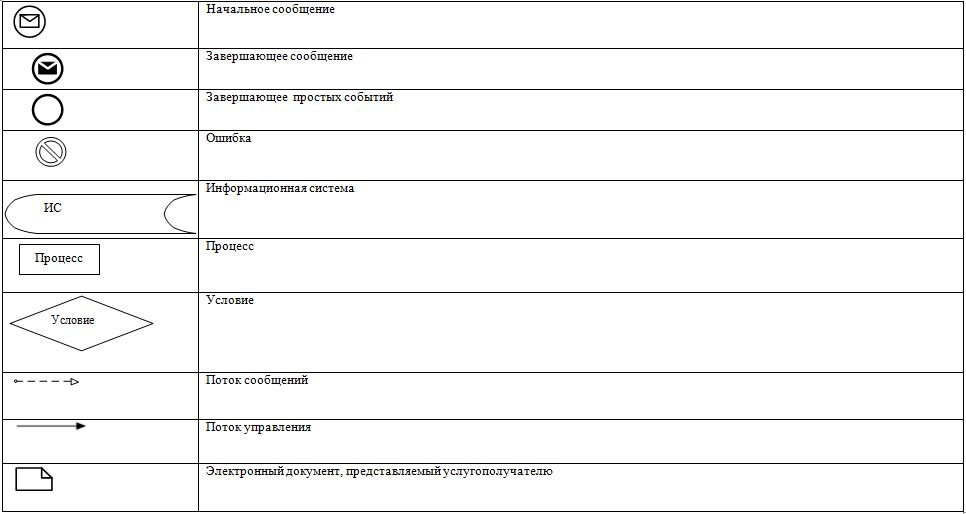 Начальное сообщение
Завершающее сообщение
Завершающее простых событий
Ошибка
ИС
Информационная система
Процесс
Процесс
Условие
Условие
Поток сообщений
Поток управления
Электронный документ, представляемый услугополучателю